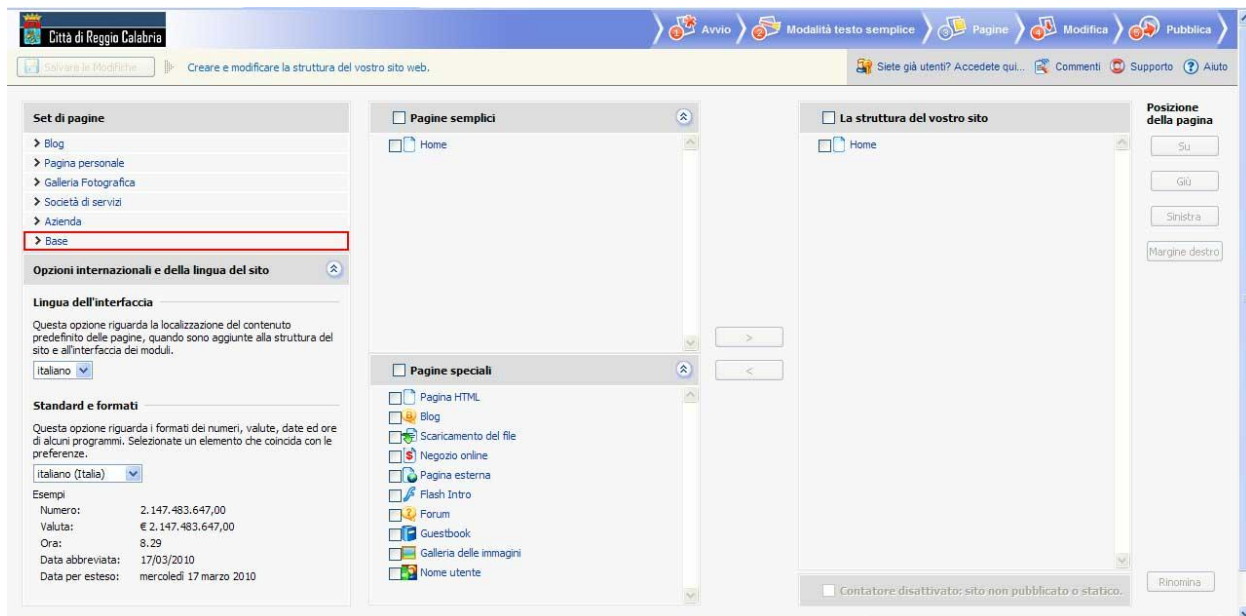 Città di Reggio Calabria
1 Avvio
2 Modalità testo semplice
3 Pagine
4 Modifica
5 Pubblica
Salvare le Modifiche
Creare e modificare la struttura del vostro sito web.
Siete già utenti? Accedete qui...
Commenti
Supporto
Aiuto
Set di pagine
Blog
Pagina personale
Galleria Fotografica
Società di servizi
Azienda
Base
Opzioni internazionali e della lingua del sito
Lingua dell'interfaccia
Questa opzione riguarda la localizzazione del contenuto
predefinito delle pagine, quando sono aggiunte alla struttura del
sito e all'interfaccia dei moduli.
italiano
Standard e formati
Questa opzione riguarda i formati dei numeri, valute, date ed ore
di alcuni programmi. Selezionate un elemento che coincida con le
preferenze.
italiano (Italia)
Esempi
Numero: 2.147.483.647,00
Valuta: € 2.147.483.647,00
Ora: 8.29
Data abbreviata: 17/03/2010
Data per esteso: mercoledì 17 marzo 2010
Pagine semplici
Home
>
<
Pagine speciali
Pagina HTML
Blog
Scaricamento del file
Negozio online
Pagina esterna
Flash Intro
Forum
Guestbook
Galleria delle immagini
Nome utente
La struttura del vostro sito
Home
Contatore disattivato: sito non pubblicato o statico.
Posizione
della pagina
Su
Giù
Sinistra
Margine destro
Rinomina